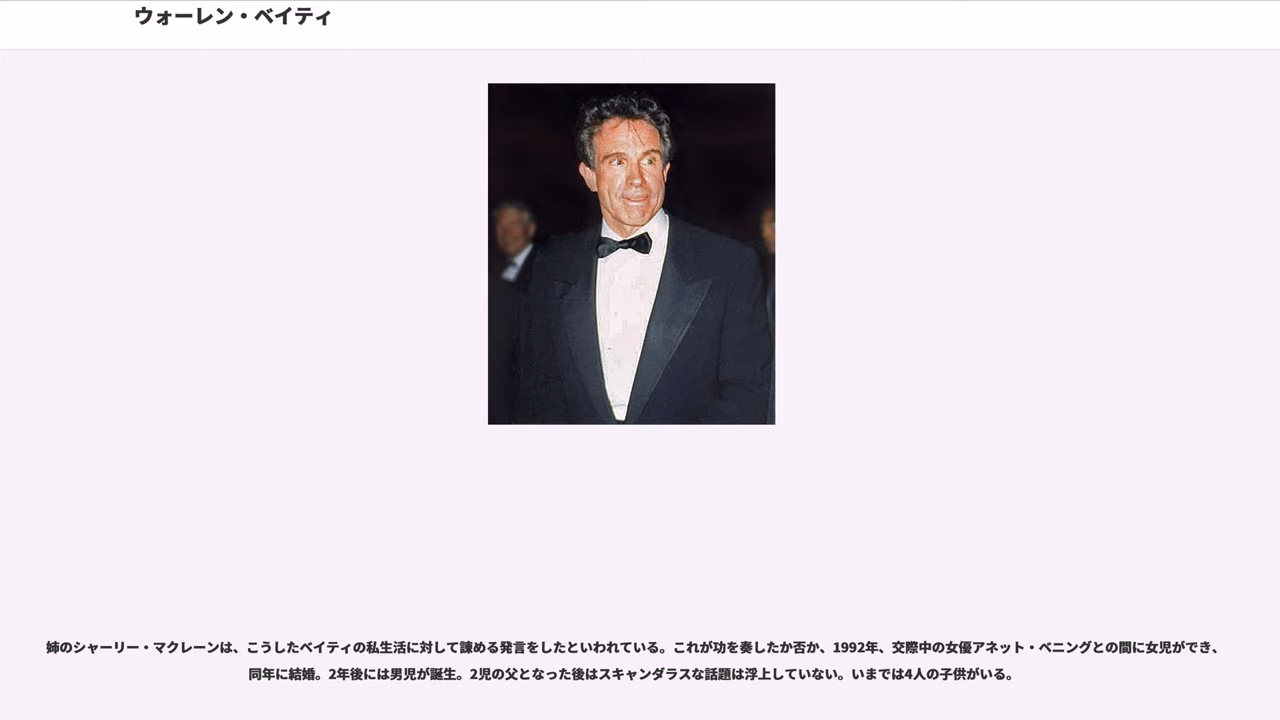 ウォーレン・ベイティ
姉のシャーリー・マクレーンは、こうしたベイティの私生活に対して諌める発言をしたといわれている。これが功を奏したか否か、1992年、交際中の女優アネット・ベニングとの間に女児ができ、
同年に結婚。2年後には男児が誕生。2児の父となった後はスキャンダラスな話題は浮上していない。いまでは4人の子供がいる。